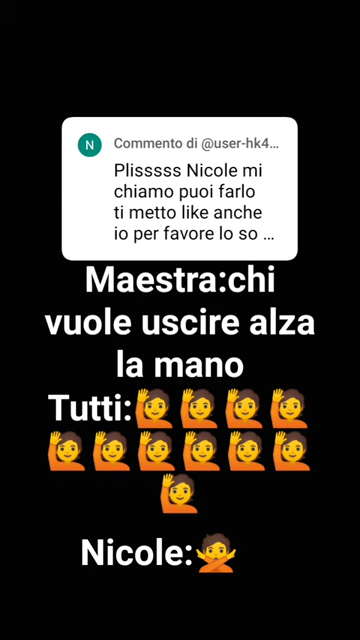 N
Commento di @user-hk4...
Plisssss Nicole mi
chiamo puoi farlo
ti metto like anche
io per favore lo so ...
Maestra:chi
vuole uscire alza
la mano
Tutti:🙋🙋🙋🙋
🙋🙋🙋🙋🙋🙋
🙋
Nicole:🙅